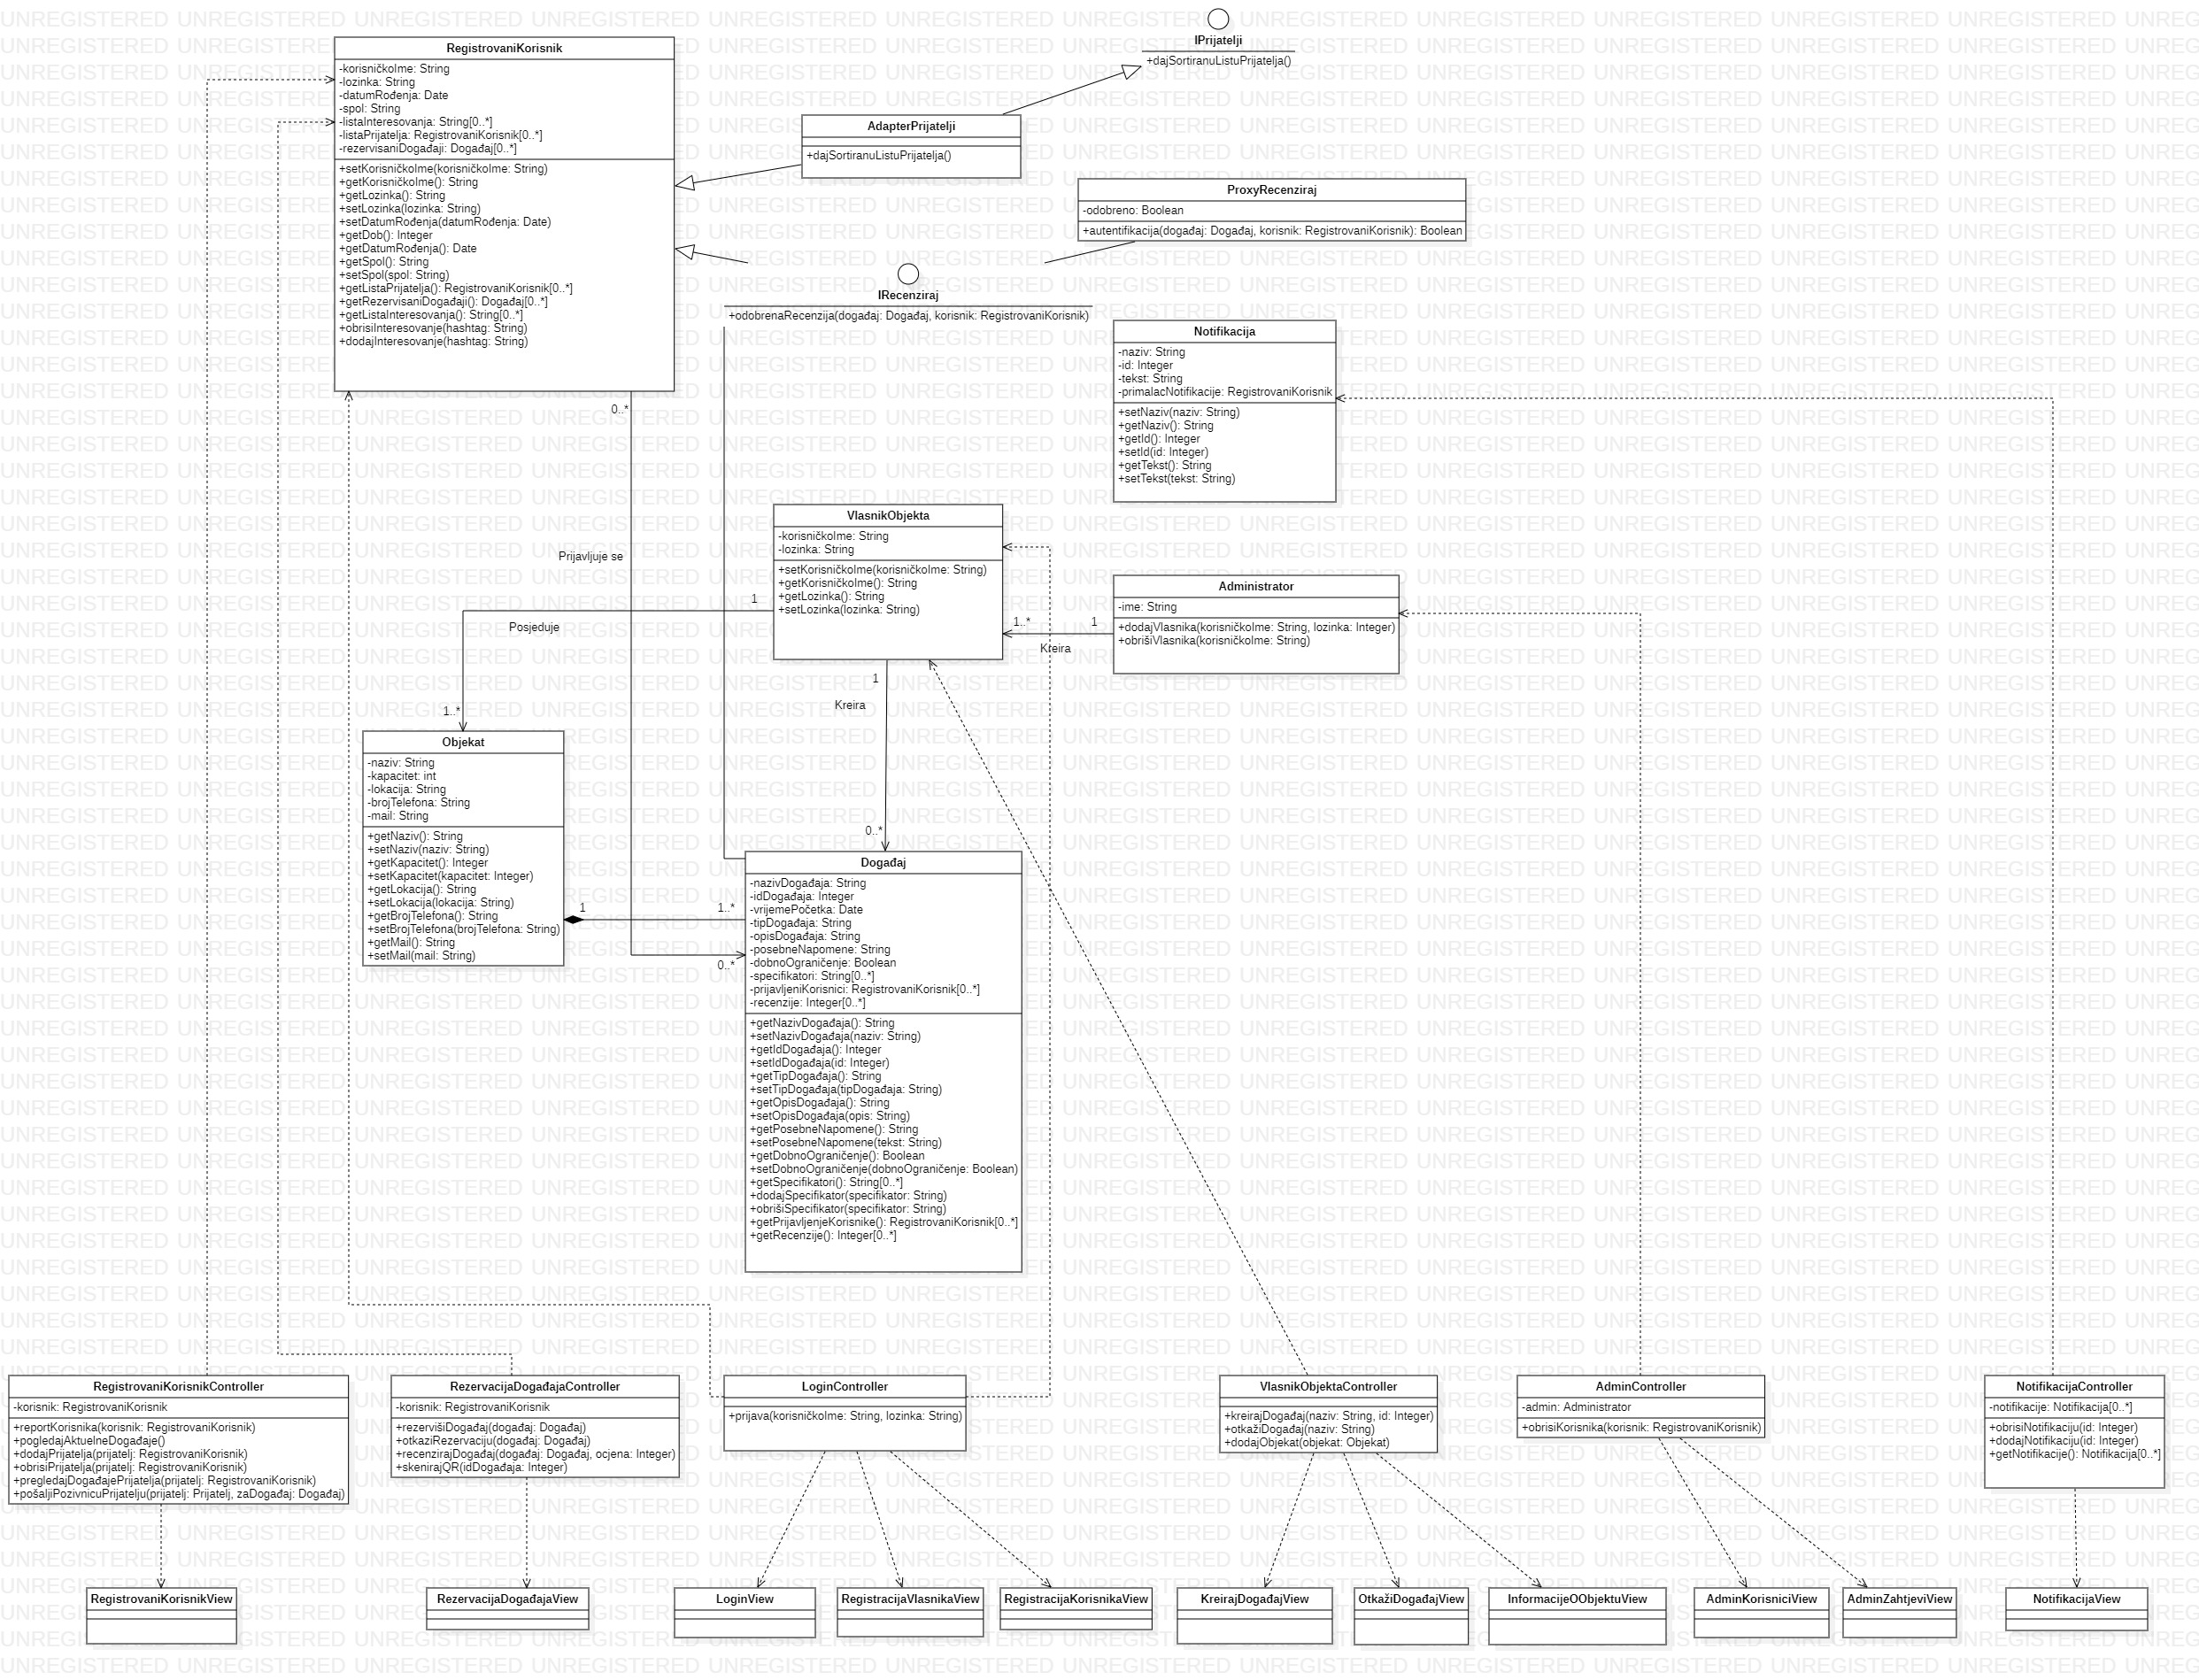 RegistrovaniKorisnik
-korisničkoIme: String
-lozinka: String
-datumRođenja: Date
-spol: String
-listaInteresovanja: String[0..*]
-listaPrijatelja: RegistrovaniKorisnik[0..*]
-rezervisaniDogađaji: Događaj[0..*]
+setKorisničkoIme(korisničkoIme: String)
+getKorisničkoIme(): String
+getLozinka(): String
+setLozinka(lozinka: String)
+setDatumRođenja(datumRođenja: Date)
+getDob(): Integer
+getDatumRođenja(): Date
+getSpol(): String
+setSpol(spol: String)
+getListaPrijatelja(): RegistrovaniKorisnik[0..*]
+getRezervisaniDogađaji(): Događaj[0..*]
+getListaInteresovanja(): String[0..*]
+obrisiInteresovanje(hashtag: String)
+dodajInteresovanje(hashtag: String)
IPrijatelji
+dajSortiranuListuPrijatelja()
AdapterPrijatelji
+dajSortiranuListuPrijatelja()
ProxyRecenziraj
-odobreno: Boolean
+autentifikacija(događaj: Događaj, korisnik: RegistrovaniKorisnik): Boolean
IRecenziraj
+odobrenaRecenzija(događaj: Događaj, korisnik: RegistrovaniKorisnik)
Notifikacija
-naziv: String
-id: Integer
-tekst: String
-primalacNotifikacije: RegistrovaniKorisnik
+setNaziv(naziv: String)
+getNaziv(): String
+getId(): Integer
+setId(id: Integer)
+getTekst(): String
+setTekst(tekst: String)
0..*
Prijavljuje se
0..*
VlasnikObjekta
-korisničkoIme: String
-lozinka: String
+setKorisničkoIme(korisničkoIme: String)
+getKorisničkoIme(): String
+getLozinka(): String
+setLozinka(lozinka: String)
Administrator
-ime: String
+dodajVlasnika(korisničkoIme: String, lozinka: Integer)
+obrišiVlasnika(korisničkoIme: String)
1..*
1
Kreira
1
Posjeduje
1..*
1
Kreira
0..*
Objekat
-naziv: String
-kapacitet: int
-lokacija: String
-brojTelefona: String
-mail: String
+getNaziv(): String
+setNaziv(naziv: String)
+getKapacitet(): Integer
+setKapacitet(kapacitet: Integer)
+getLokacija(): String
+setLokacija(lokacija: String)
+getBrojTelefona(): String
+setBrojTelefona(brojTelefona: String)
+getMail(): String
+setMail(mail: String)
1
1..*
Događaj
-nazivDogađaja: String
-idDogađaja: Integer
-vrijemePočetka: Date
-tipDogađaja: String
-opisDogađaja: String
-posebneNapomene: String
-dobnoOgraničenje: Boolean
-specifikatori: String[0..*]
-prijavljeniKorisnici: RegistrovaniKorisnik[0..*]
-recenzije: Integer[0..*]
+getNazivDogađaja(): String
+setNazivDogađaja(naziv: String)
+getIdDogađaja(): Integer
+setIdDogađaja(id: Integer)
+getTipDogađaja(): String
+setTipDogađaja(tipDogađaja: String)
+getOpisDogađaja(): String
+setOpisDogađaja(opis: String)
+getPosebneNapomene(): String
+setPosebneNapomene(tekst: String)
+getDobnoOgraničenje(): Boolean
+setDobnoOgraničenje(dobnoOgraničenje: Boolean)
+getSpecifikatori(): String[0..*]
+dodajSpecifikator(specifikator: String)
+obrišiSpecifikator(specifikator: String)
+getPrijavljenjeKorisnike(): RegistrovaniKorisnik[0..*]
+getRecenzije(): Integer[0..*]
RegistrovaniKorisnikController
-korisnik: RegistrovaniKorisnik
+reportKorisnika(korisnik: RegistrovaniKorisnik)
+pogledajAktuelneDogađaje()
+dodajPrijatelja(prijatelj: RegistrovaniKorisnik)
+obrisiPrijatelja(prijatelj: RegistrovaniKorisnik)
+pregledajDogađajePrijatelja(prijatelj: RegistrovaniKorisnik)
+pošaljiPozivnicuPrijatelju(prijatelj: Prijatelj, zaDogađaj: Događaj)
RezervacijaDogađajaController
-korisnik: RegistrovaniKorisnik
+rezervišiDogađaj(događaj: Događaj)
+otkaziRezervaciju(događaj: Događaj)
+recenzirajDogađaj(događaj: Događaj, ocjena: Integer)
+skenirajQR(idDogađaja: Integer)
LoginController
+prijava(korisničkoIme: String, lozinka: String)
VlasnikObjektaController
+kreirajDogađaj(naziv: String, id: Integer)
+otkažiDogađaj(naziv: String)
+dodajObjekat(objekat: Objekat)
AdminController
-admin: Administrator
+obrisiKorisnika(korisnik: RegistrovaniKorisnik)
NotifikacijaController
-notifikacije: Notifikacija[0..*]
+obrisiNotifikaciju(id: Integer)
+dodajNotifikaciju(id: Integer)
+getNotifikacije(): Notifikacija[0..*]
RegistrovaniKorisnikView
RezervacijaDogađajaView
LoginView
RegistracijaVlasnikaView
RegistracijaKorisnikaView
KreirajDogađajView
OtkažiDogađajView
InformacijeOObjektuView
AdminKorisniciView
AdminZahtjeviView
NotifikacijaView